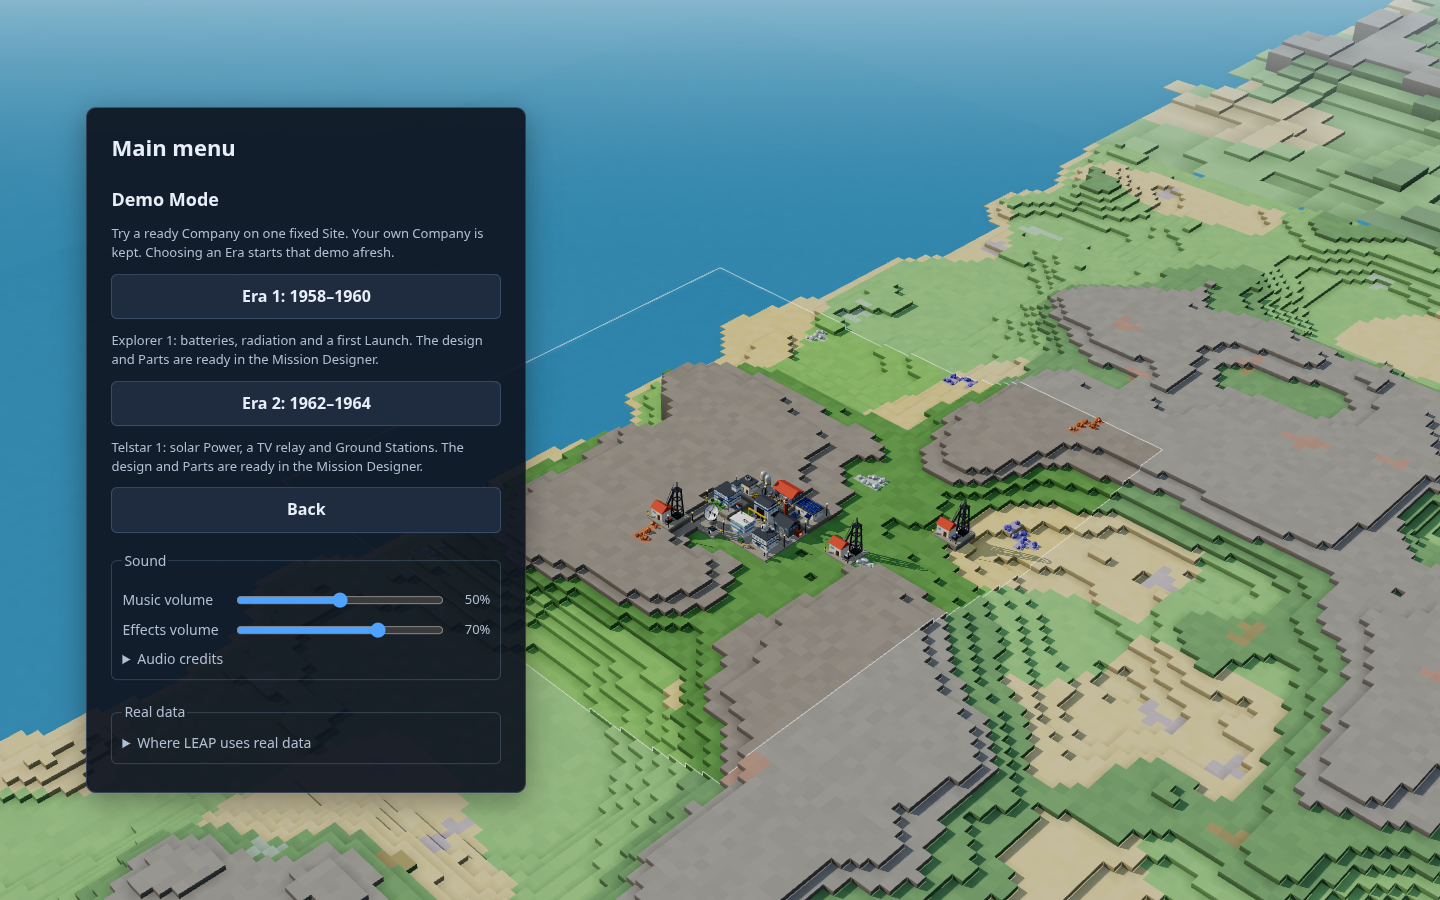 Main menu
Demo Mode
Try a ready Company on one fixed Site. Your own Company is
kept. Choosing an Era starts that demo afresh.
Era 1: 1958–1960
Explorer 1: batteries, radiation and a first Launch. The design
and Parts are ready in the Mission Designer.
Era 2: 1962–1964
Telstar 1: solar Power, a TV relay and Ground Stations. The
design and Parts are ready in the Mission Designer.
Back
Sound
Music volume 50%
Effects volume 70%
▶ Audio credits
Real data
▶ Where LEAP uses real data